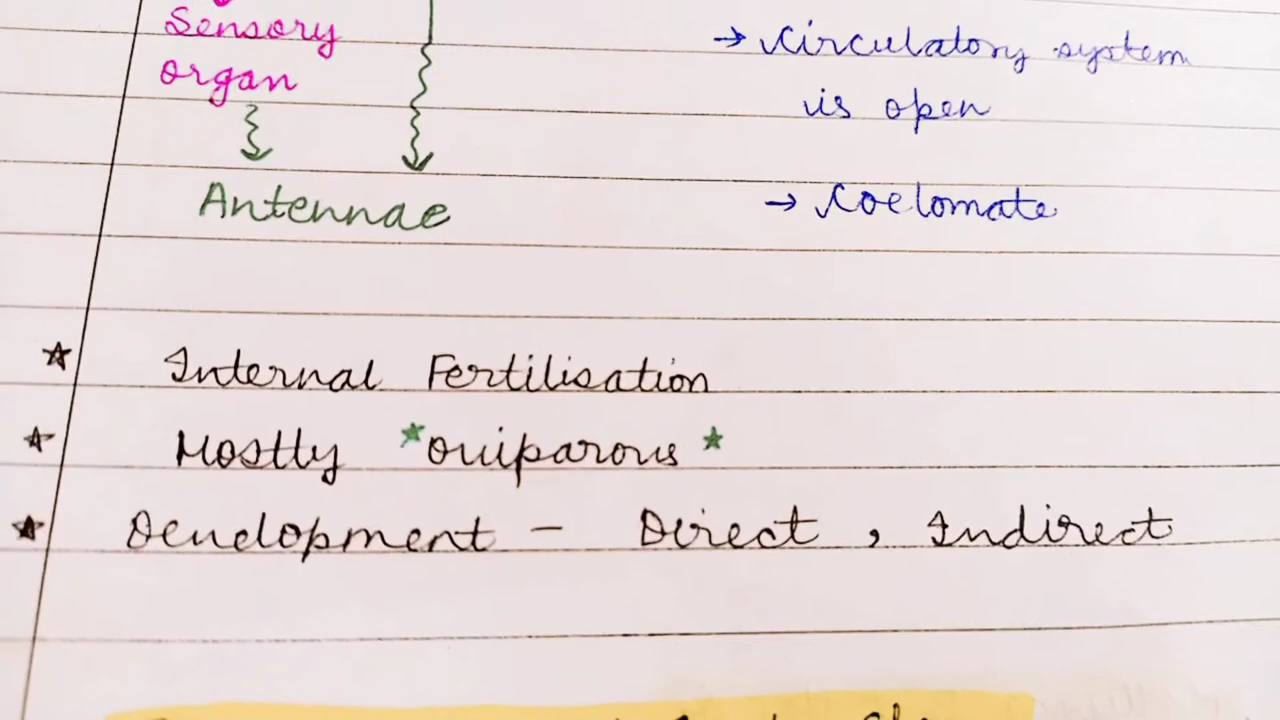 Sensory
organ
Antennae
→ Circulatory system
is open
→ Coelomate
☆ Internal Fertilisation
☆ Mostly *oviparous*
☆ Development - Direct , Indirect